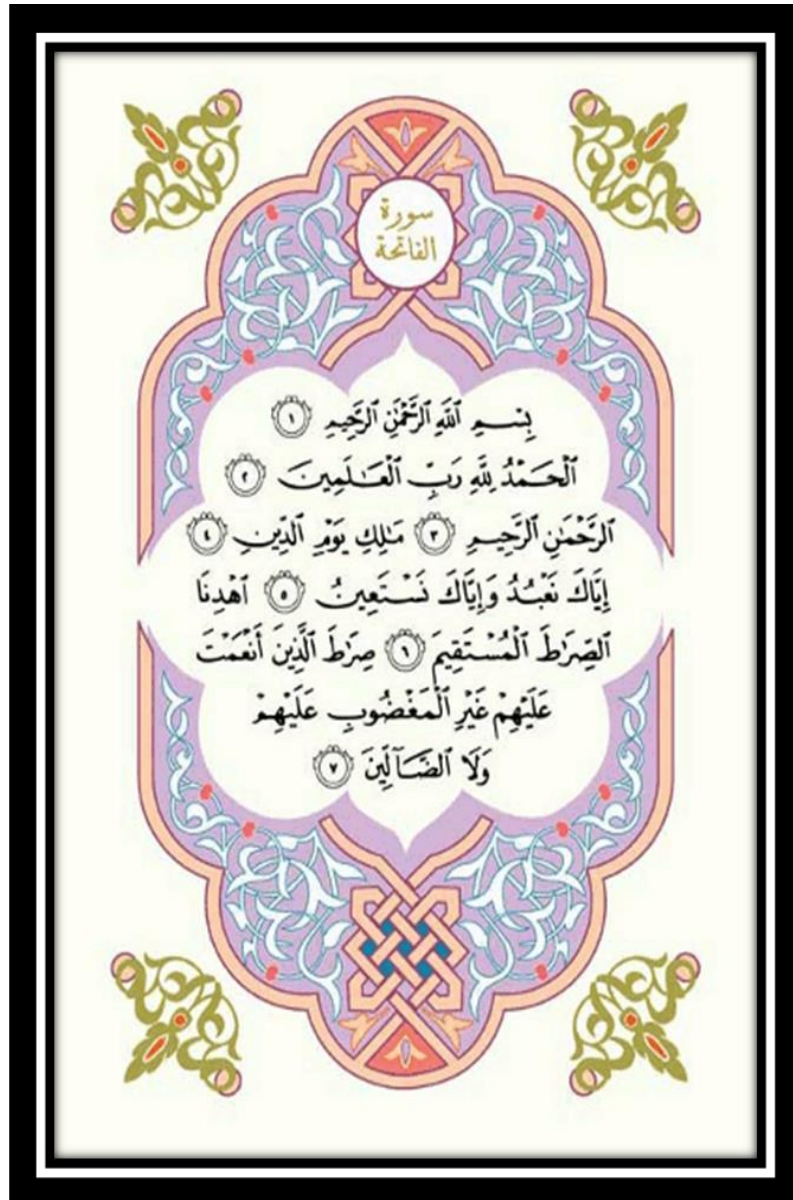 سورة
الفاتحة
بِسْمِ ٱللَّهِ ٱلرَّحْمَٰنِ ٱلرَّحِيمِ ١
ٱلْحَمْدُ لِلَّهِ رَبِّ ٱلْعَٰلَمِينَ ٢
ٱلرَّحْمَٰنِ ٱلرَّحِيمِ ٣ مَٰلِكِ يَوْمِ ٱلدِّينِ ٤
إِيَّاكَ نَعْبُدُ وَإِيَّاكَ نَسْتَعِينُ ٥ ٱهْدِنَا
ٱلصِّرَٰطَ ٱلْمُسْتَقِيمَ ٦ صِرَٰطَ ٱلَّذِينَ أَنْعَمْتَ
عَلَيْهِمْ غَيْرِ ٱلْمَغْضُوبِ عَلَيْهِمْ
وَلَا ٱلضَّآلِّينَ ٧